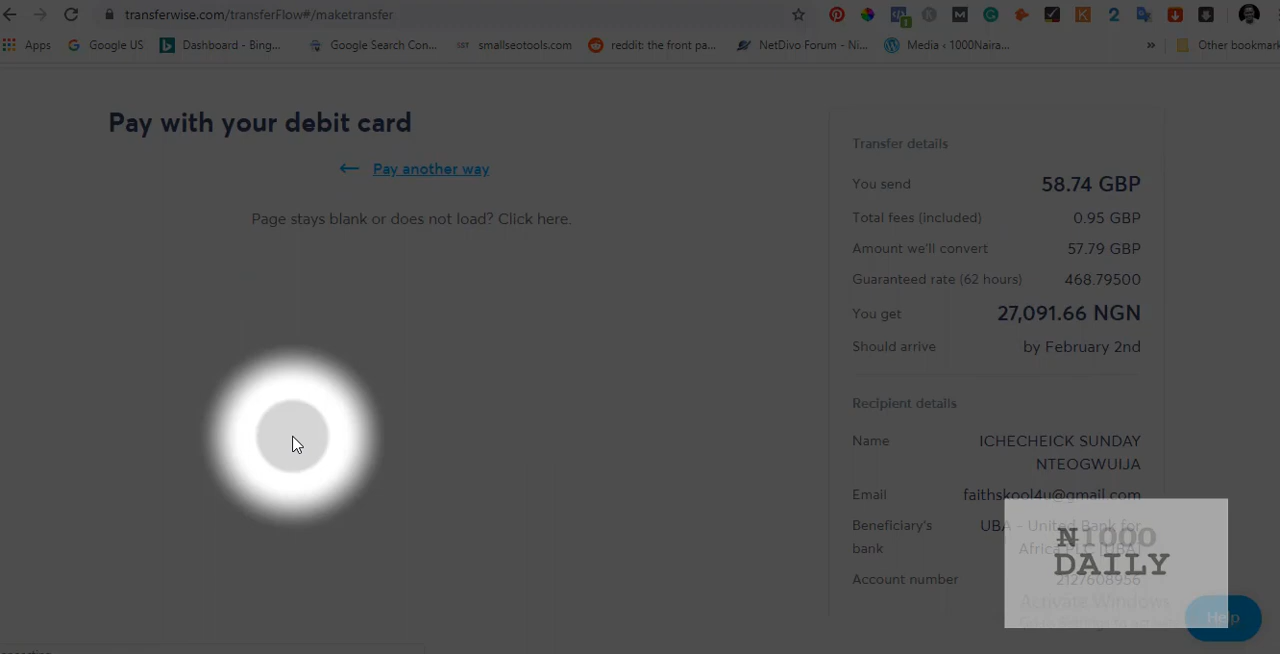 transferwise.com/transferFlow#/maketransfer
Apps Google US Dashboard - Bing... Google Search Con... SST smallseotools.com reddit: the front pa... NetDivo Forum - Ni... Media ‹ 1000Naira... » Other bookmark
Pay with your debit card
← Pay another way
Page stays blank or does not load? Click here.
Transfer details
You send 58.74 GBP
Total fees (included) 0.95 GBP
Amount we'll convert 57.79 GBP
Guaranteed rate (62 hours) 468.79500
You get 27,091.66 NGN
Should arrive by February 2nd
Recipient details
Name ICHECHEICK SUNDAY
NTEOGWUIJA
Email faithskool4u@gmail.com
Beneficiary's UBA - United Bank for
bank Africa PLC (UBA)
Account number 2127608956
₦1000
DAILY
Activate Windows
Help